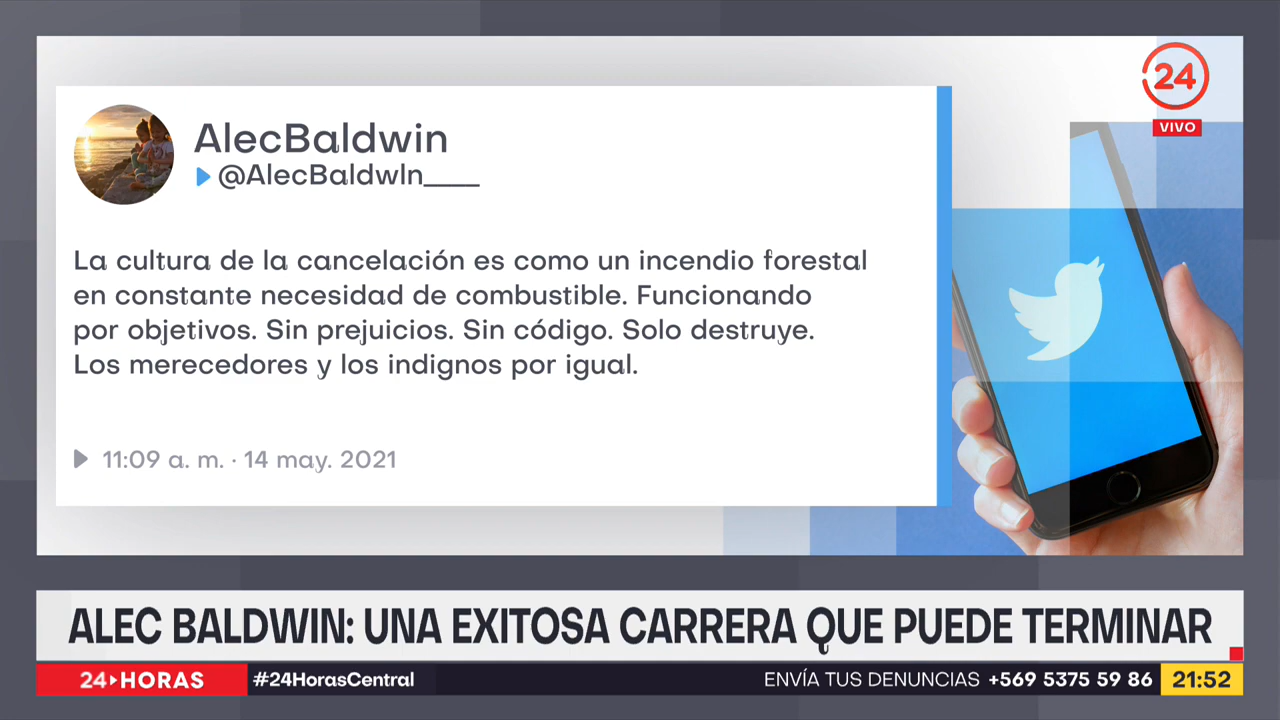 24
VIVO
AlecBaldwin
@AlecBaldwln____
La cultura de la cancelación es como un incendio forestal
en constante necesidad de combustible. Funcionando
por objetivos. Sin prejuicios. Sin código. Solo destruye.
Los merecedores y los indignos por igual.
11:09 a. m. · 14 may. 2021
ALEC BALDWIN: UNA EXITOSA CARRERA QUE PUEDE TERMINAR
24 HORAS #24HorasCentral ENVÍA TUS DENUNCIAS +569 5375 59 86 21:52